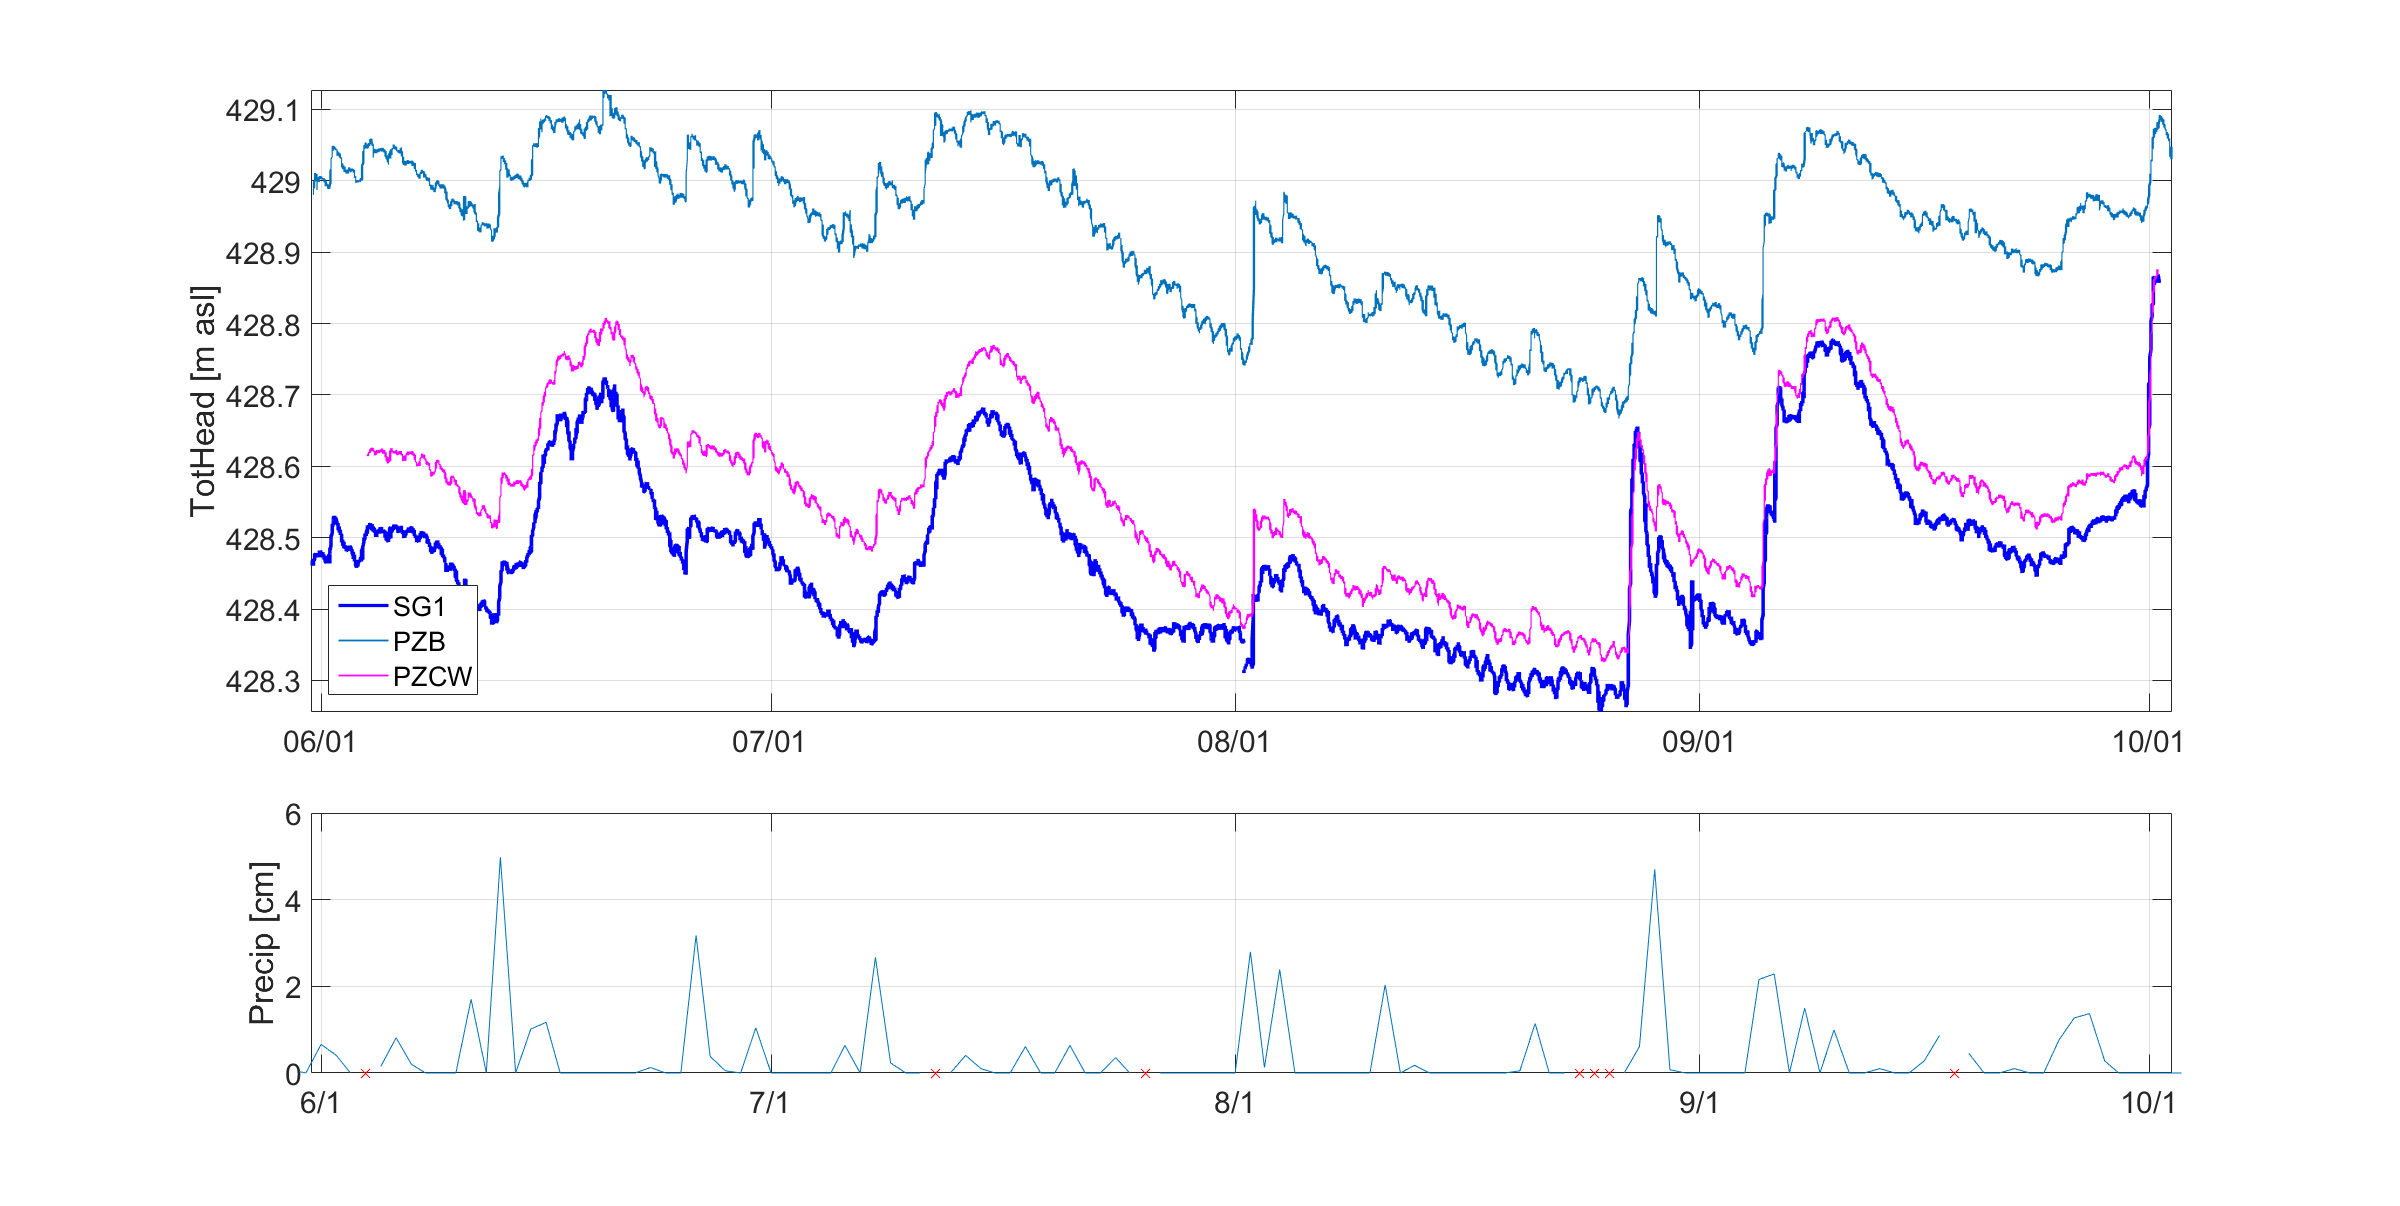 TotHead [m asl]
429.1
429
428.9
428.8
428.7
428.6
428.5
428.4
428.3
SG1
PZB
PZCW
06/01 07/01 08/01 09/01 10/01
Precip [cm]
6
4
2
0
6/1 7/1 8/1 9/1 10/1